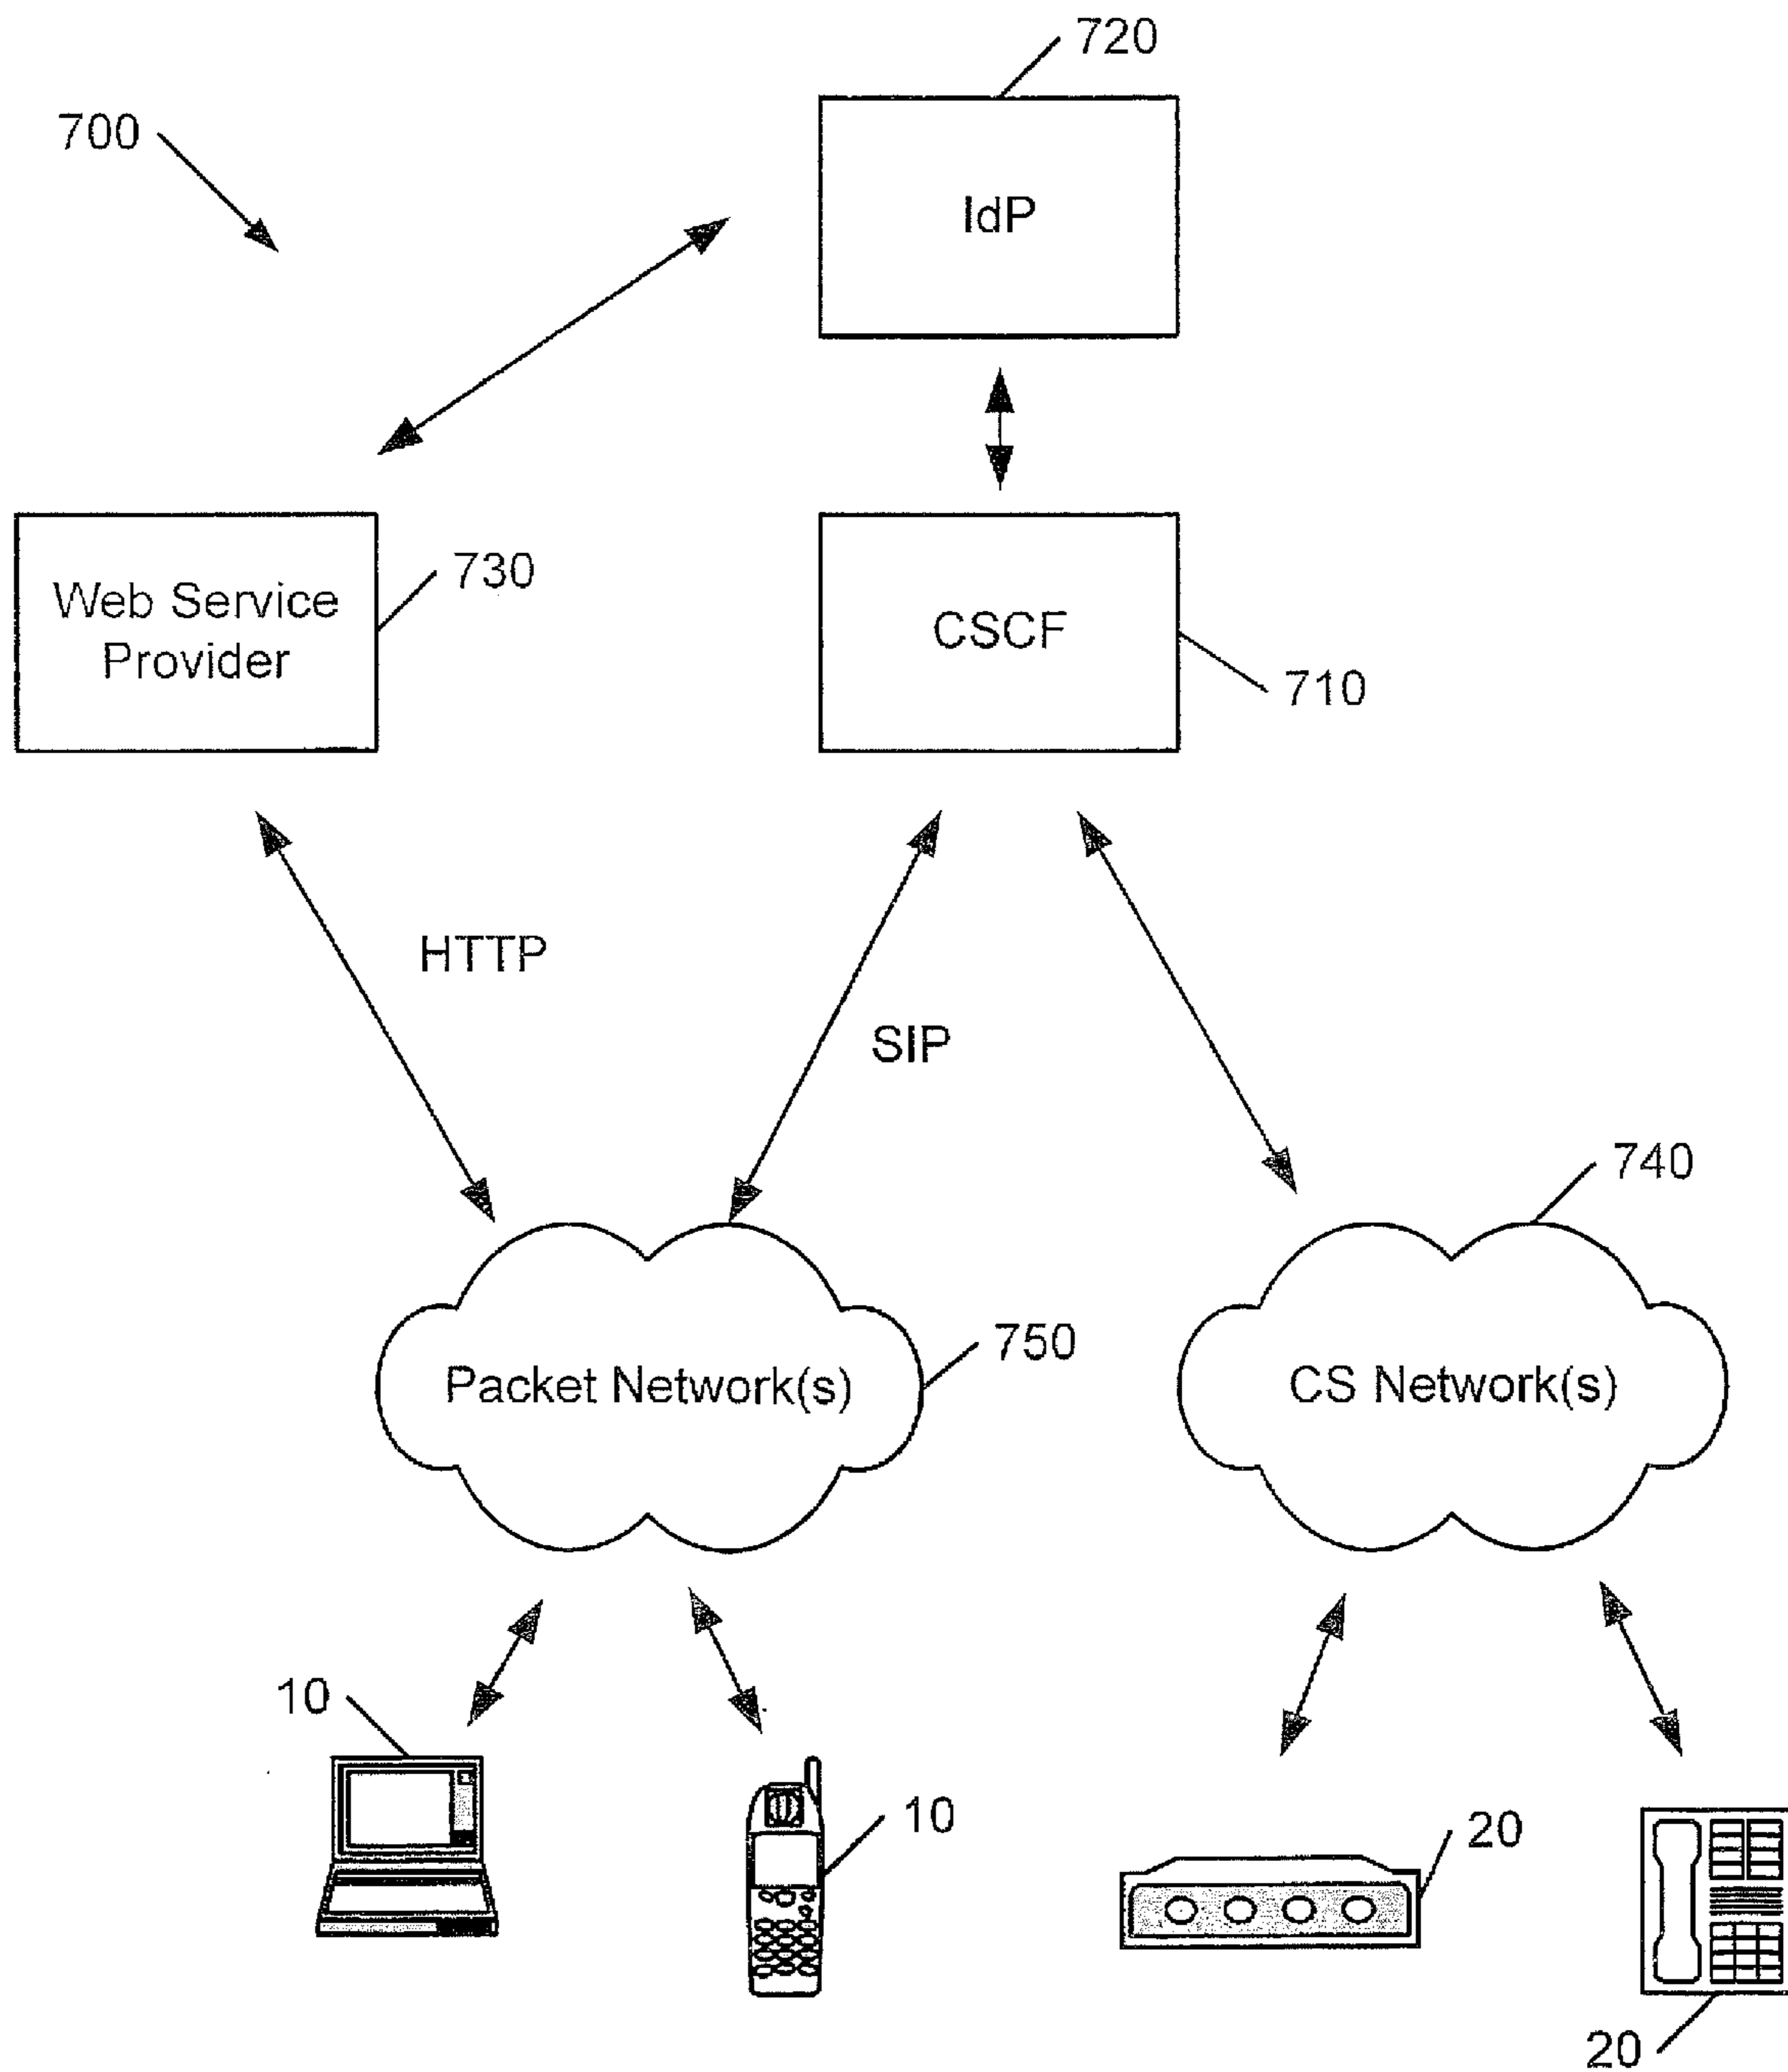 720
700
IdP
730
Web Service
Provider
CSCF
710
HTTP
SIP
740
750
Packet Network(s)
CS Network(s)
10
10
20
20